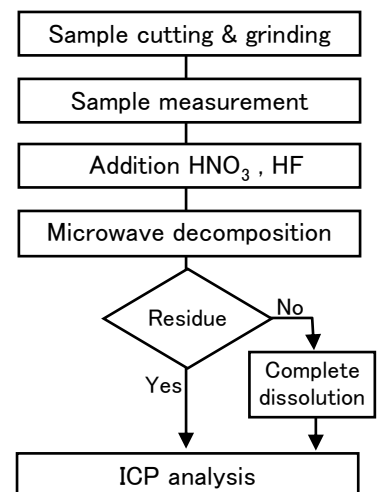 Sample cutting & grinding
Sample measurement
Addition HNO₃ , HF
Microwave decomposition
Residue
No
Yes
Complete
dissolution
ICP analysis